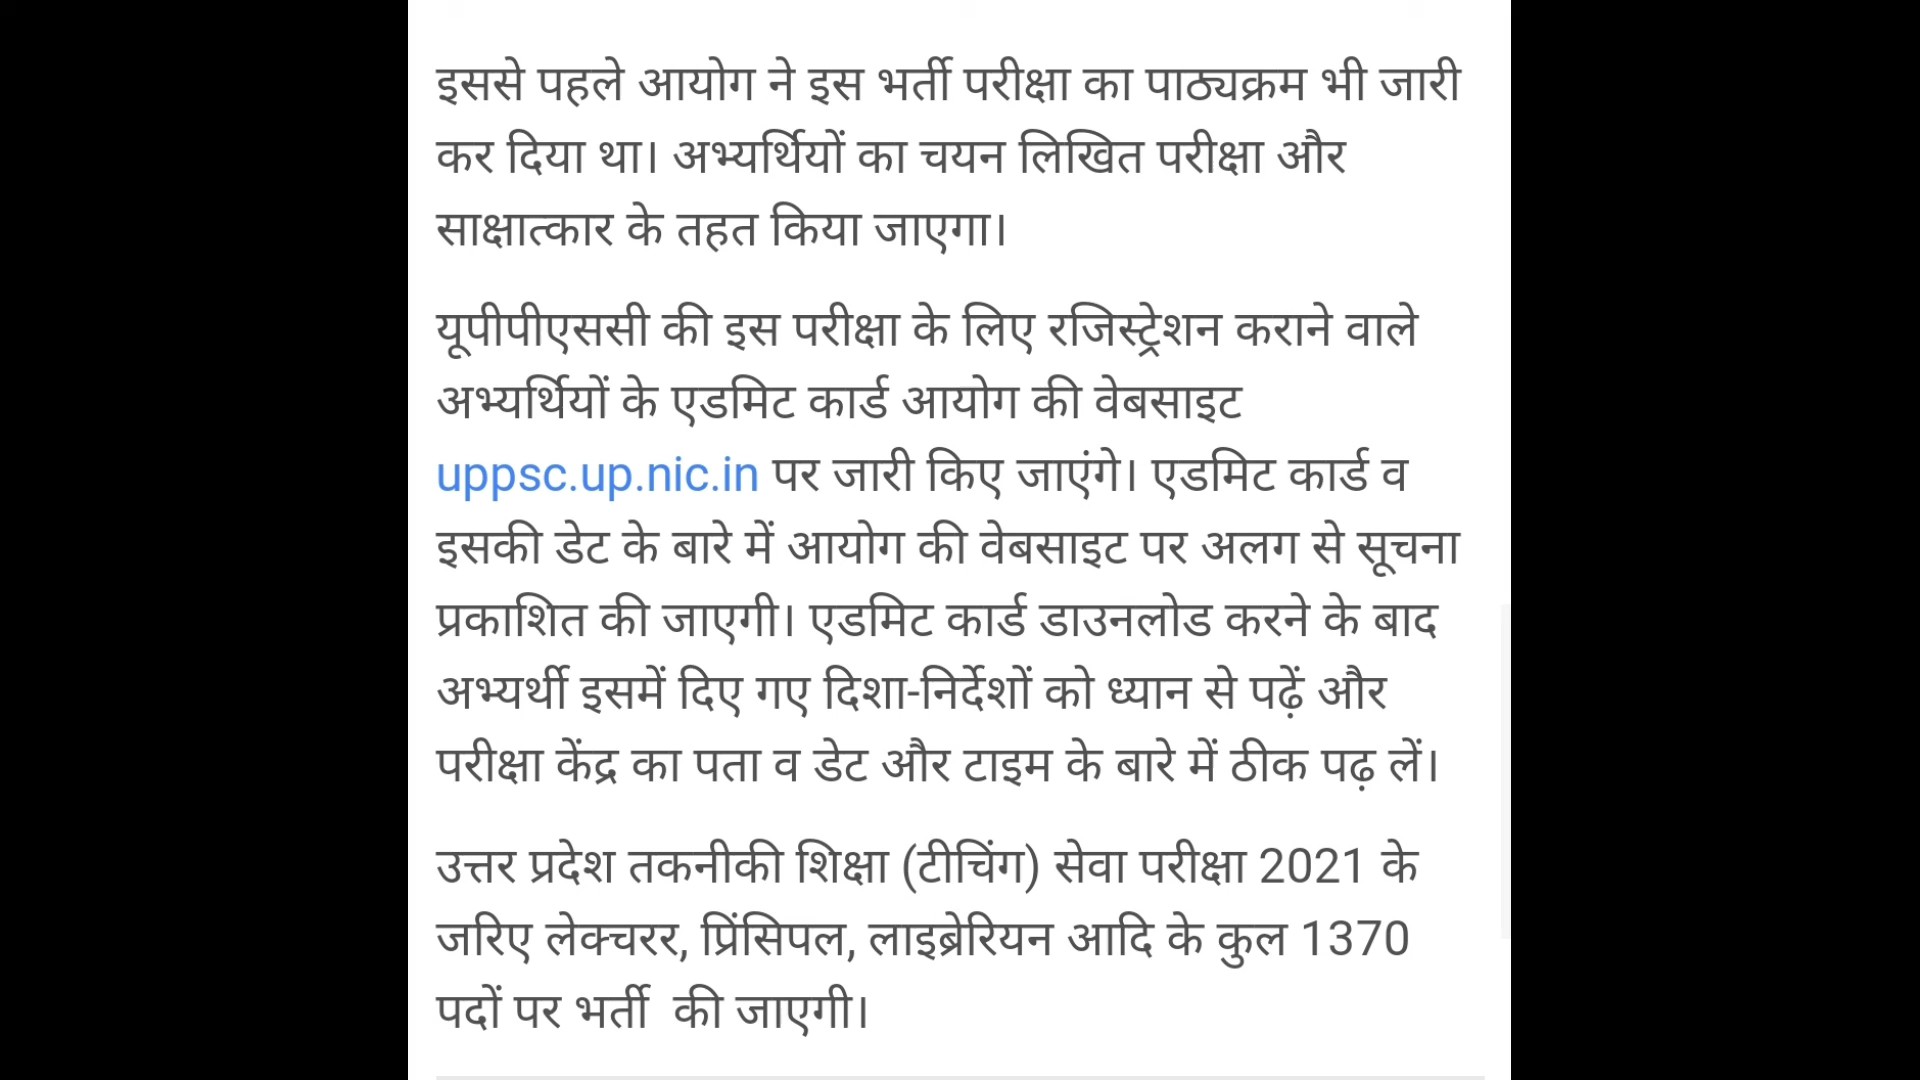 इससे पहले आयोग ने इस भर्ती परीक्षा का पाठ्यक्रम भी जारी
कर दिया था। अभ्यर्थियों का चयन लिखित परीक्षा और
साक्षात्कार के तहत किया जाएगा।
यूपीपीएससी की इस परीक्षा के लिए रजिस्ट्रेशन कराने वाले
अभ्यर्थियों के एडमिट कार्ड आयोग की वेबसाइट
uppsc.up.nic.in पर जारी किए जाएंगे। एडमिट कार्ड व
इसकी डेट के बारे में आयोग की वेबसाइट पर अलग से सूचना
प्रकाशित की जाएगी। एडमिट कार्ड डाउनलोड करने के बाद
अभ्यर्थी इसमें दिए गए दिशा-निर्देशों को ध्यान से पढ़ें और
परीक्षा केंद्र का पता व डेट और टाइम के बारे में ठीक पढ़ लें।
उत्तर प्रदेश तकनीकी शिक्षा (टीचिंग) सेवा परीक्षा 2021 के
जरिए लेक्चरर, प्रिंसिपल, लाइब्रेरियन आदि के कुल 1370
पदों पर भर्ती  की जाएगी।